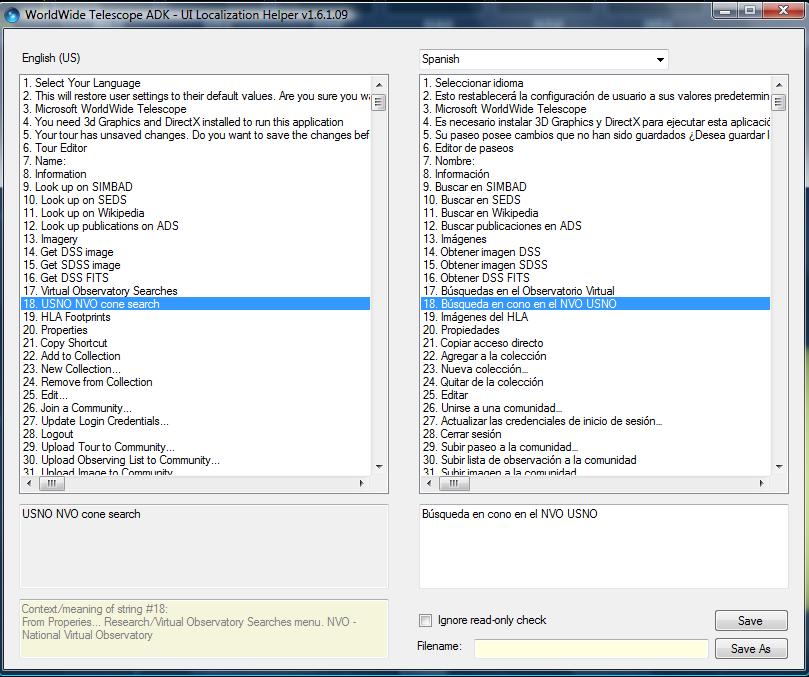 WorldWide Telescope ADK - UI Localization Helper v1.6.1.09
English (US)
1. Select Your Language
2. This will restore user settings to their default values. Are you sure you
3. Microsoft WorldWide Telescope
4. You need 3d Graphics and DirectX installed to run this application
5. Your tour has unsaved changes. Do you want to save the changes bef
6. Tour Editor
7. Name:
8. Information
9. Look up on SIMBAD
10. Look up on SEDS
11. Look up on Wikipedia
12. Look up publications on ADS
13. Imagery
14. Get DSS image
15. Get SDSS image
16. Get DSS FITS
17. Virtual Observatory Searches
18. USNO NVO cone search
19. HLA Footprints
20. Properties
21. Copy Shortcut
22. Add to Collection
23. New Collection...
24. Remove from Collection
25. Edit...
26. Join a Community...
27. Update Login Credentials...
28. Logout
29. Upload Tour to Community...
30. Upload Observing List to Community...
31. Upload Image to Community
Spanish
1. Seleccionar idioma
2. Esto restablecerá la configuración de usuario a sus valores predetermin
3. Microsoft WorldWide Telescope
4. Es necesario instalar 3D Graphics y DirectX para ejecutar esta aplicació
5. Su paseo posee cambios que no han sido guardados ¿Desea guardar
6. Editor de paseos
7. Nombre:
8. Información
9. Buscar en SIMBAD
10. Buscar en SEDS
11. Buscar en Wikipedia
12. Buscar publicaciones en ADS
13. Imágenes
14. Obtener imagen DSS
15. Obtener imagen SDSS
16. Obtener DSS FITS
17. Búsquedas en el Observatorio Virtual
18. Búsqueda en cono en el NVO USNO
19. Imágenes del HLA
20. Propiedades
21. Copiar acceso directo
22. Agregar a la colección
23. Nueva colección...
24. Quitar de la colección
25. Editar
26. Unirse a una comunidad...
27. Actualizar las credenciales de inicio de sesión...
28. Cerrar sesión
29. Subir paseo a la comunidad...
30. Subir lista de observación a la comunidad
31. Subir imagen a la comunidad
USNO NVO cone search
Búsqueda en cono en el NVO USNO
Context/meaning of string #18:
From Properies... Research/Virtual Observatory Searches menu. NVO -
National Virtual Observatory
Ignore read-only check
Save
Filename:
Save As